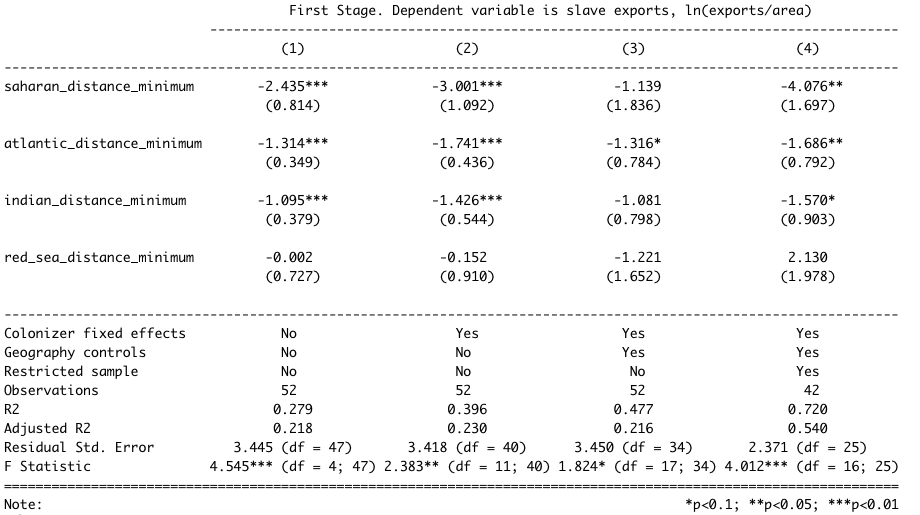 First Stage. Dependent variable is slave exports, ln(exports/area)
(1) (2) (3) (4)
saharan_distance_minimum -2.435*** -3.001*** -1.139 -4.076**
(0.814) (1.092) (1.836) (1.697)
atlantic_distance_minimum -1.314*** -1.741*** -1.316* -1.686**
(0.349) (0.436) (0.784) (0.792)
indian_distance_minimum -1.095*** -1.426*** -1.081 -1.570*
(0.379) (0.544) (0.798) (0.903)
red_sea_distance_minimum -0.002 -0.152 -1.221 2.130
(0.727) (0.910) (1.652) (1.978)
Colonizer fixed effects No Yes Yes Yes
Geography controls No No Yes Yes
Restricted sample No No No Yes
Observations 52 52 52 42
R2 0.279 0.396 0.477 0.720
Adjusted R2 0.218 0.230 0.216 0.540
Residual Std. Error 3.445 (df = 47) 3.418 (df = 40) 3.450 (df = 34) 2.371 (df = 25)
F Statistic 4.545*** (df = 4; 47) 2.383** (df = 11; 40) 1.824* (df = 17; 34) 4.012*** (df = 16; 25)
Note: *p<0.1; **p<0.05; ***p<0.01